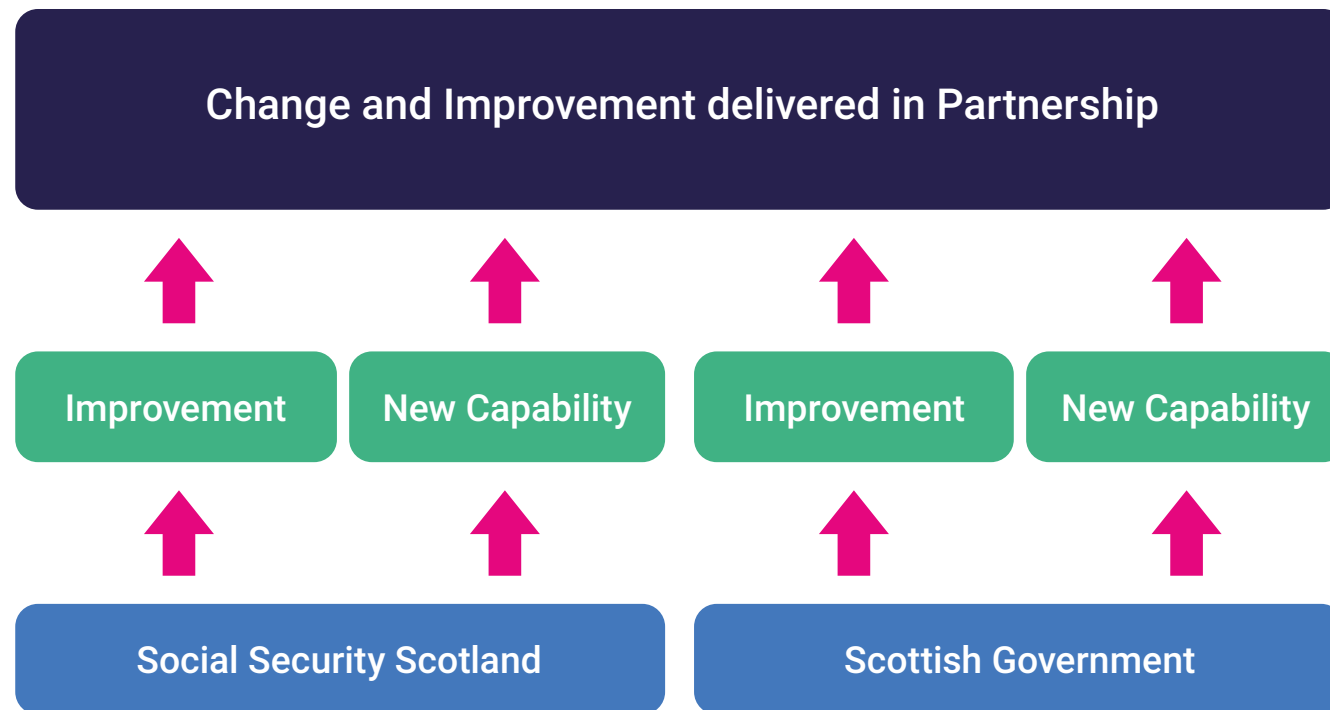 Change and Improvement delivered in Partnership
Improvement
New Capability
Improvement
New Capability
Social Security Scotland
Scottish Government